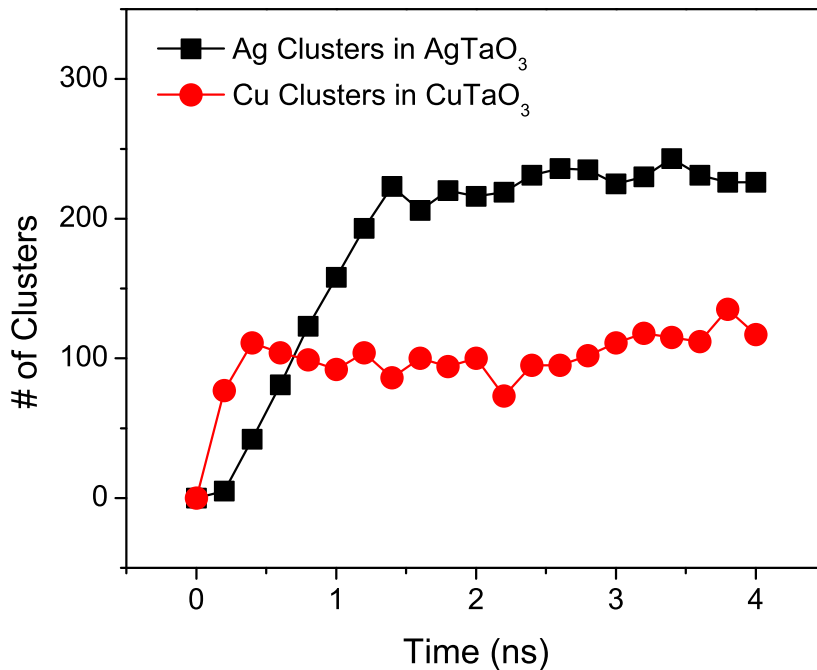 Ag Clusters in AgTaO₃
Cu Clusters in CuTaO₃
300
200
100
0
# of Clusters
0 1 2 3 4
Time (ns)